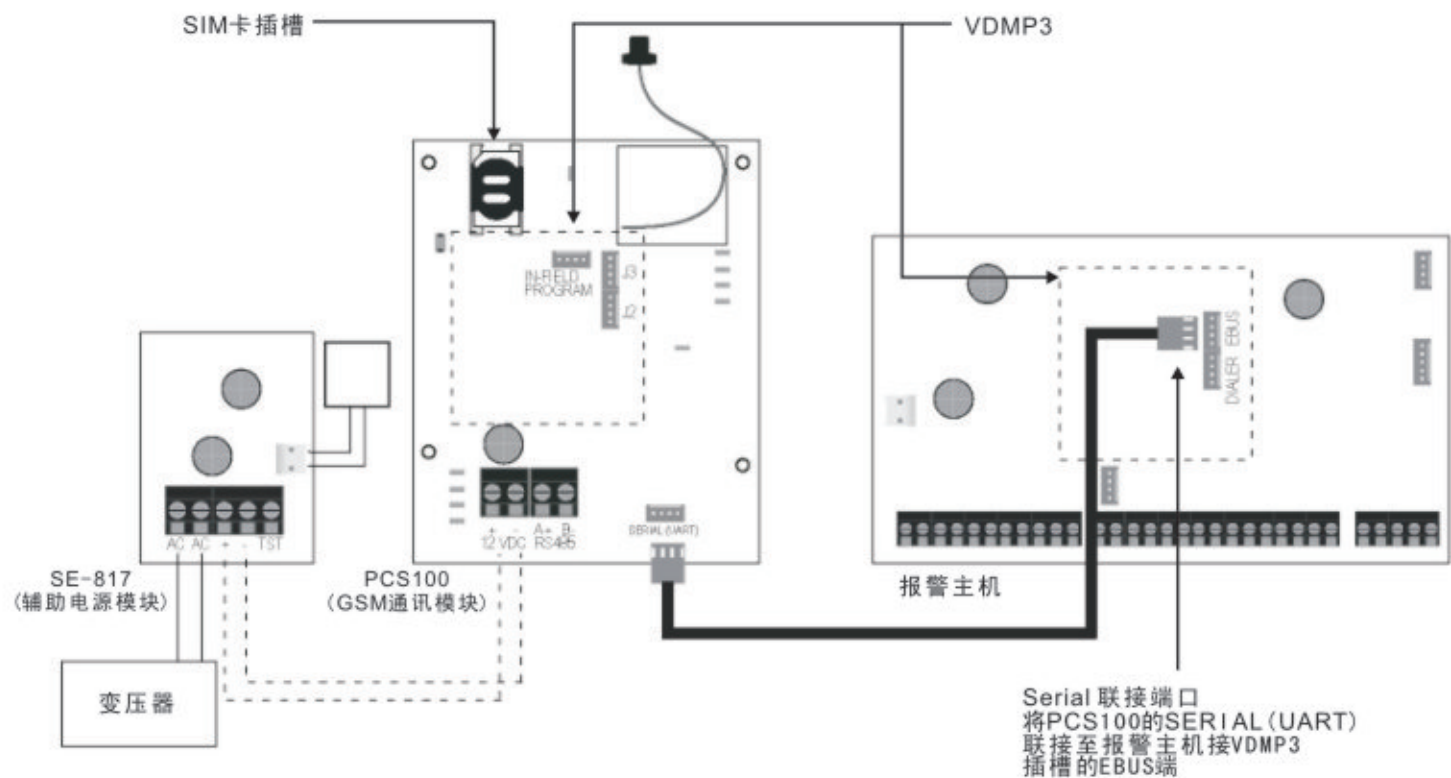 SIM卡插槽
VDMP3
IN-FIELD
PROGRAM
J3
J2
EBUS
DIALER
AC AC + - TST
+ - A+ B-
12 VDC RS485
SERIAL (UART)
SE-817
(辅助电源模块)
PCS100
(GSM通讯模块)
报警主机
变压器
Serial 联接端口
将PCS100的SERIAL(UART)
联接至报警主机接VDMP3
插槽的EBUS端